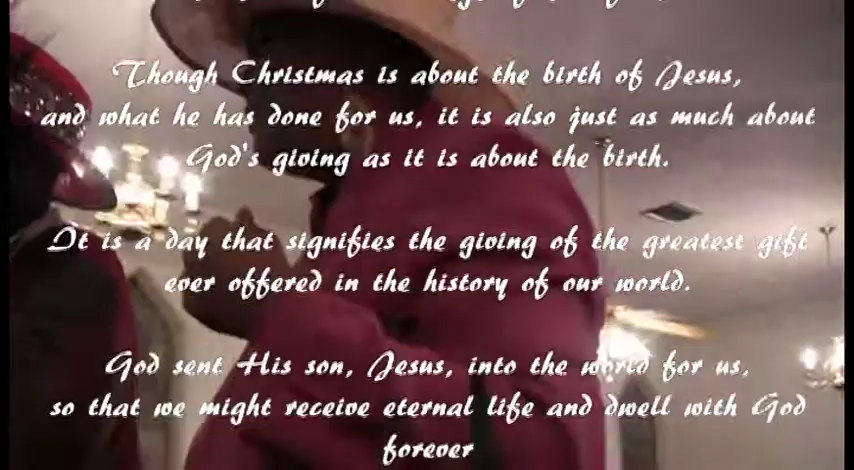 Though Christmas is about the birth of Jesus,
and what he has done for us, it is also just as much about
God's giving as it is about the birth.
It is a day that signifies the giving of the greatest gift
ever offered in the history of our world.
God sent His son, Jesus, into the world for us,
so that we might receive eternal life and dwell with God
forever